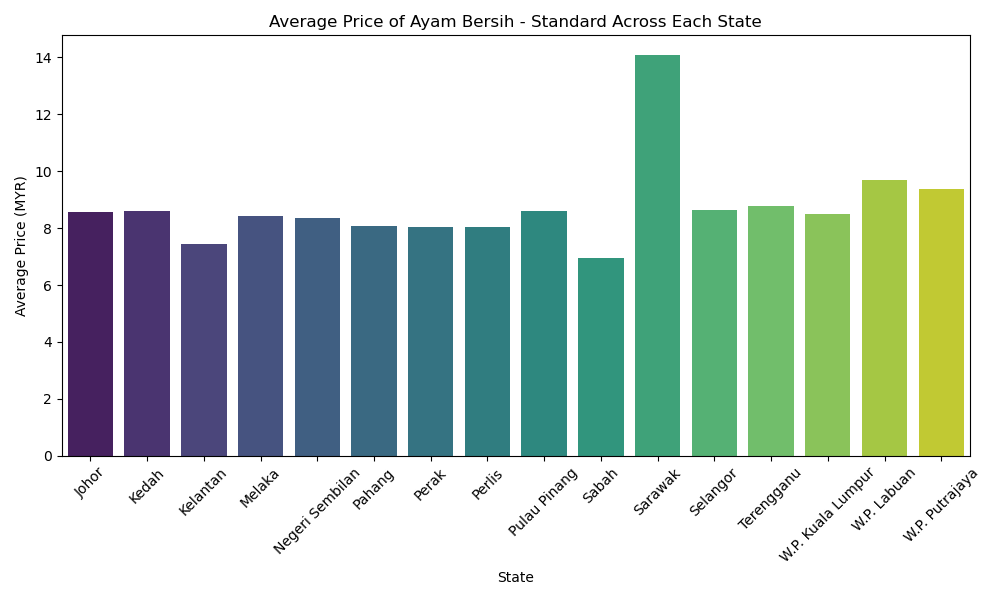 Average Price of Ayam Bersih - Standard Across Each State
Average Price (MYR)
14
12
10
8
6
4
2
0
Johor
Kedah
Kelantan
Melaka
Negeri Sembilan
Pahang
Perak
Perlis
Pulau Pinang
Sabah
Sarawak
Selangor
Terengganu
W.P. Kuala Lumpur
W.P. Labuan
W.P. Putrajaya
State